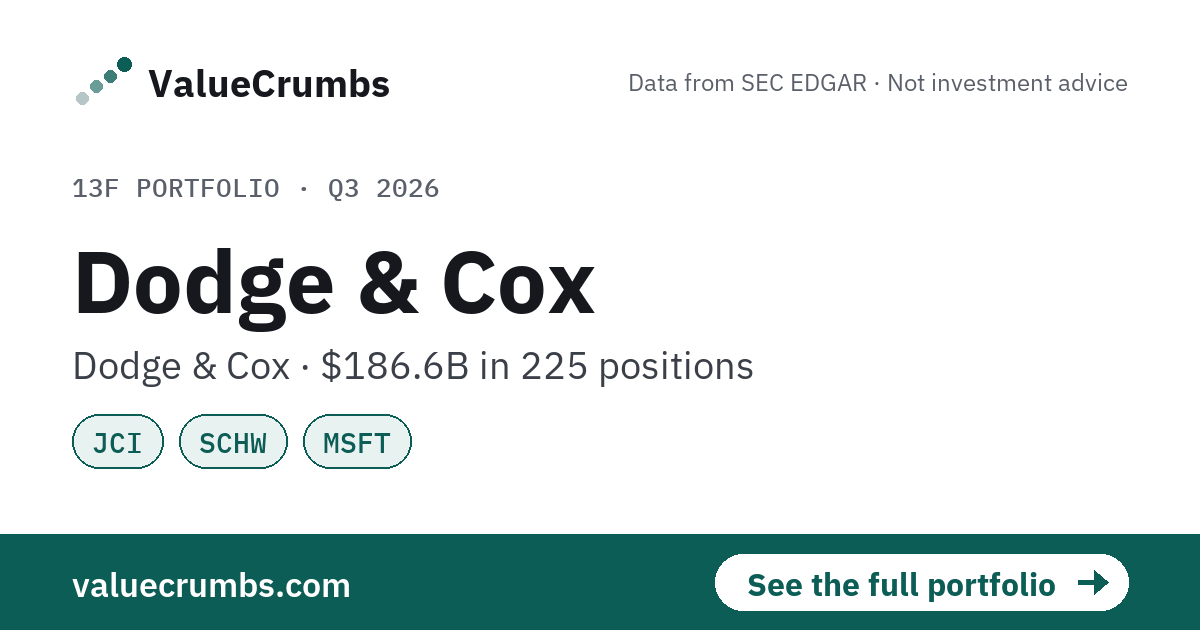 ValueCrumbs
Data from SEC EDGAR · Not investment advice
13F PORTFOLIO · Q3 2026
Dodge & Cox
Dodge & Cox · $186.6B in 225 positions
JCI SCHW MSFT
valuecrumbs.com
See the full portfolio →